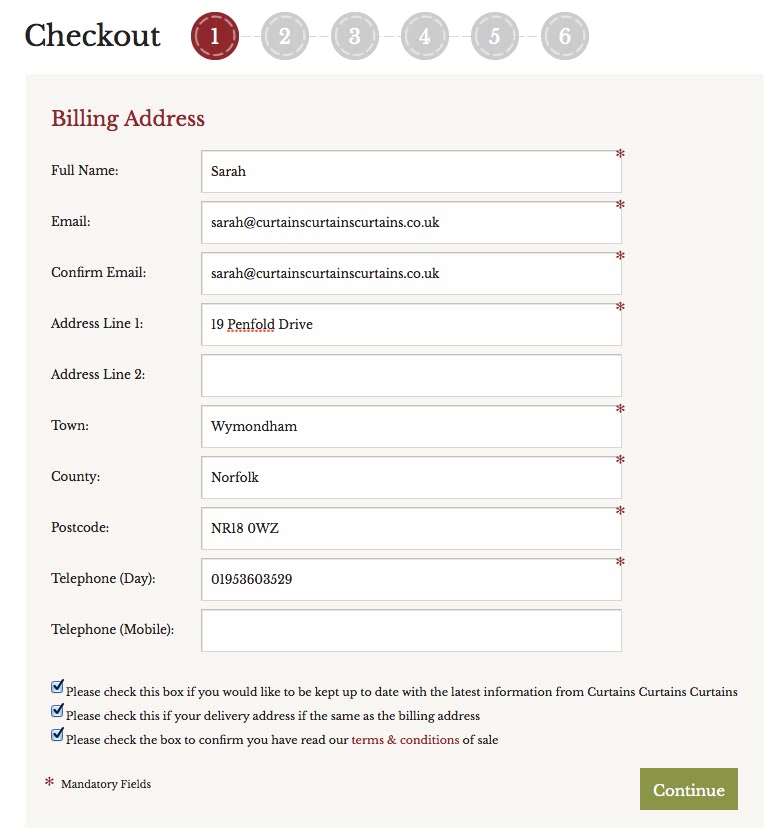 Checkout 1 2 3 4 5 6
Billing Address
Full Name: Sarah *
Email: sarah@curtainscurtainscurtains.co.uk *
Confirm Email: sarah@curtainscurtainscurtains.co.uk *
Address Line 1: 19 Penfold Drive *
Address Line 2:
Town: Wymondham *
County: Norfolk *
Postcode: NR18 0WZ *
Telephone (Day): 01953603529 *
Telephone (Mobile):
Please check this box if you would like to be kept up to date with the latest information from Curtains Curtains Curtains
Please check this if your delivery address if the same as the billing address
Please check the box to confirm you have read our terms & conditions of sale
* Mandatory Fields
Continue